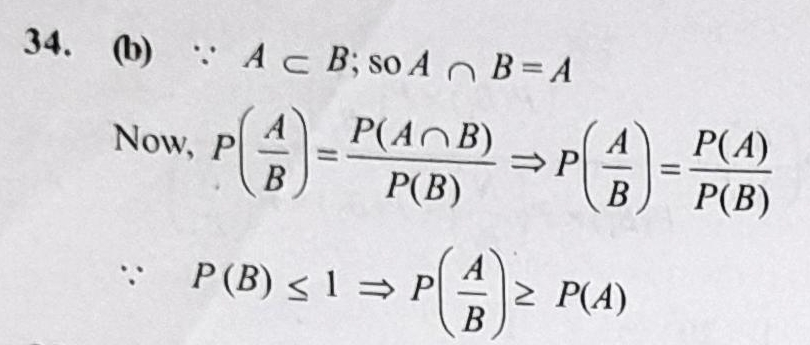 34. (b) ∵ A ⊂ B; so A ∩ B = A
Now, P(A/B) = P(A∩B)/P(B) ⇒ P(A/B) = P(A)/P(B)
∵ P(B) ≤ 1 ⇒ P(A/B) ≥ P(A)